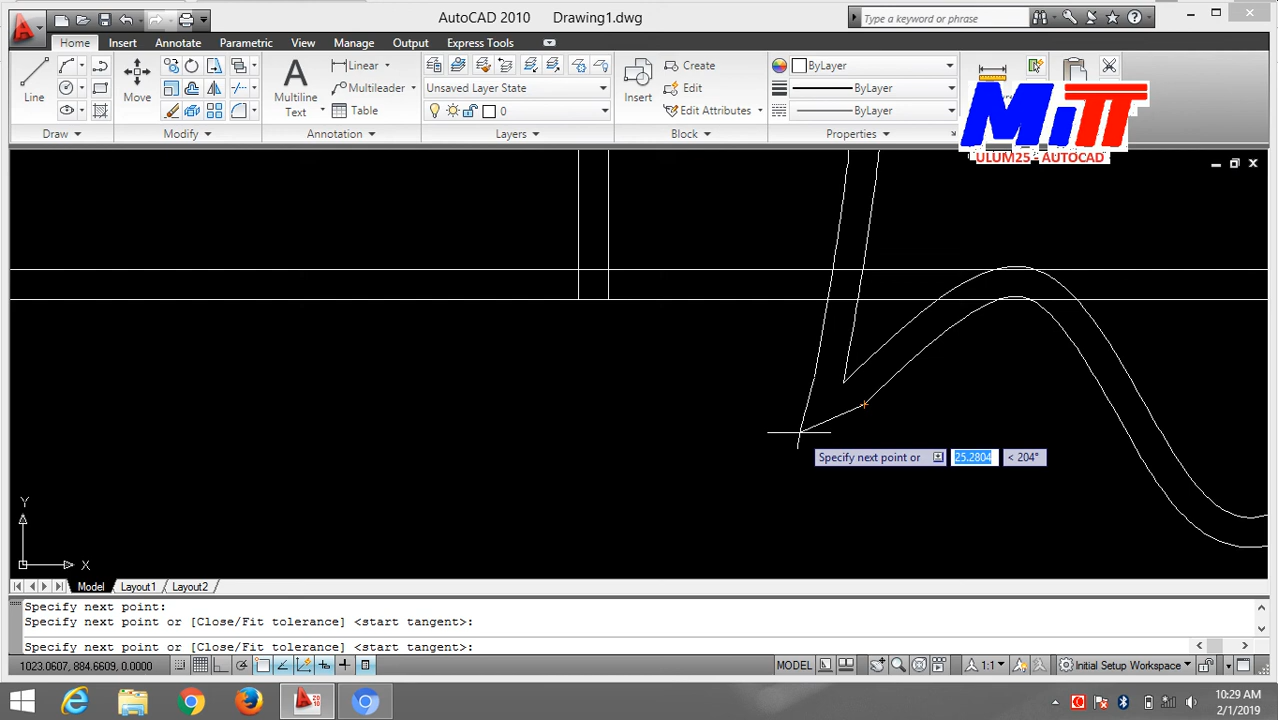 AutoCAD 2010 Drawing1.dwg
Type a keyword or phrase
Home Insert Annotate Parametric View Manage Output Express Tools
Linear
Create
ByLayer
Line
Move
Multiline
Text
Multileader
Table
Unsaved Layer State
0
Insert
Edit
Edit Attributes
ByLayer
ByLayer
Draw Modify Annotation Layers Block Properties
MiTT
ULUM25 - AUTOCAD
Specify next point or 25.2804 < 204°
Y
X
Model Layout1 Layout2
Specify next point:
Specify next point or [Close/Fit tolerance] <start tangent>:
Specify next point or [Close/Fit tolerance] <start tangent>:
1023.0607, 884.6609, 0.0000
MODEL
1:1
Initial Setup Workspace
10:29 AM
2/1/2019